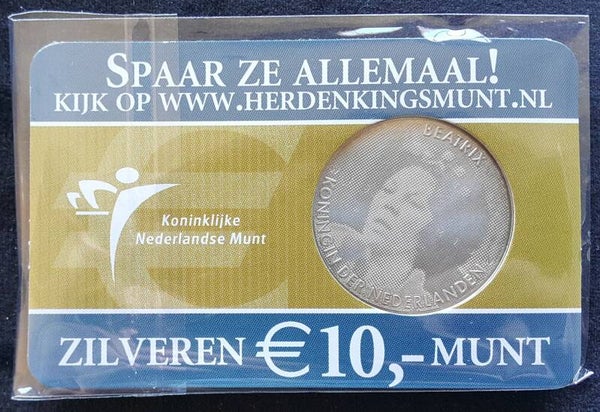 SPAAR ZE ALLEMAAL!
KIJK OP WWW.HERDENKINGSMUNT.NL
BEATRIX
KONINGIN DER NEDERLANDEN
Koninklijke
Nederlandse Munt
ZILVEREN €10,- MUNT